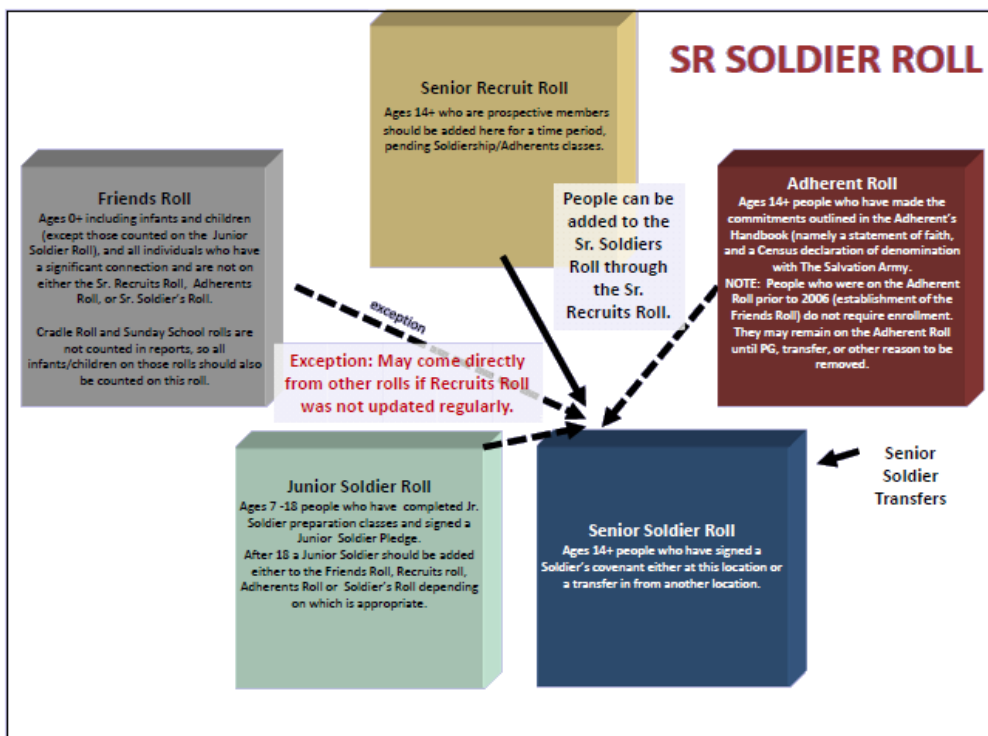 SR SOLDIER ROLL
Senior Recruit Roll
Ages 14+ who are prospective members
should be added here for a time period,
pending Soldiership/Adherents classes.
Friends Roll
Ages 0+ including infants and children
(except those counted on the Junior
Soldier Roll), and all individuals who have
a significant connection and are not on
either the Sr. Recruits Roll, Adherents
Roll, or Sr. Soldier's Roll.
Cradle Roll and Sunday School rolls are
not counted in reports, so all
infants/children on those rolls should also
be counted on this roll.
People can be
added to the
Sr. Soldiers
Roll through
the Sr.
Recruits Roll.
Adherent Roll
Ages 14+ people who have made the
commitments outlined in the Adherent's
Handbook (namely a statement of faith,
and a Census declaration of denomination
with The Salvation Army.
NOTE: People who were on the Adherent
Roll prior to 2006 (establishment of the
Friends Roll) do not require enrollment.
They may remain on the Adherent Roll
until PG, transfer, or other reason to be
removed.
exception
Exception: May come directly
from other rolls if Recruits Roll
was not updated regularly.
Junior Soldier Roll
Ages 7 -18 people who have completed Jr.
Soldier preparation classes and signed a
Junior Soldier Pledge.
After 18 a Junior Soldier should be added
either to the Friends Roll, Recruits roll,
Adherents Roll or Soldier's Roll depending
on which is appropriate.
Senior Soldier Roll
Ages 14+ people who have signed a
Soldier's covenant either at this location or
a transfer in from another location.
Senior
Soldier
Transfers